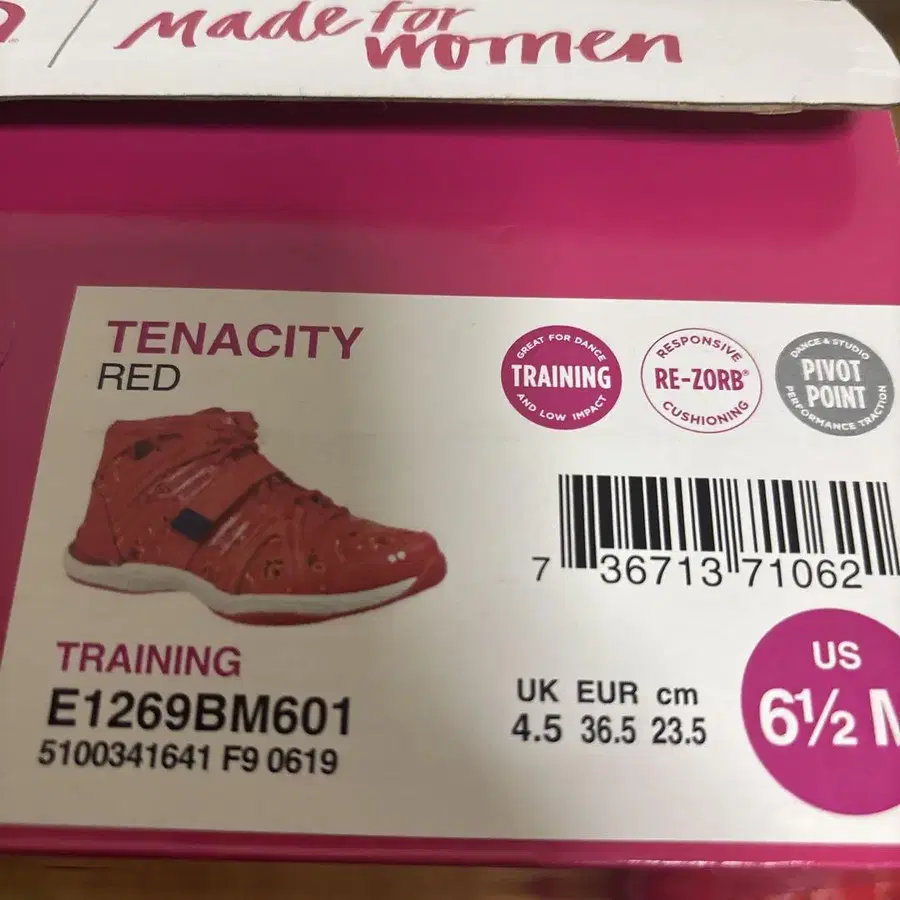 Made for
women
TENACITY
RED
GREAT FOR DANCE
TRAINING
AND LOW IMPACT
RESPONSIVE
RE-ZORB®
CUSHIONING
DANCE & STUDIO
PIVOT
POINT
PERFORMANCE TRACTION
7 36713 71062
TRAINING
E1269BM601
5100341641 F9 0619
UK EUR cm
4.5 36.5 23.5
US
6½